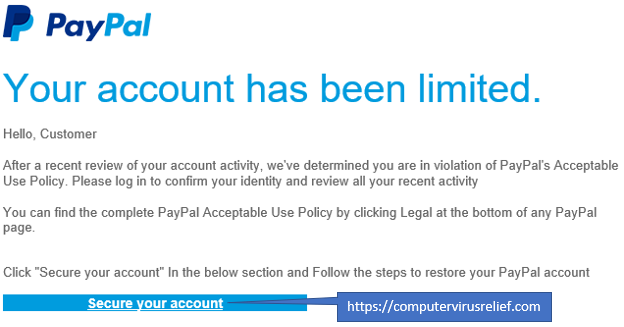 PayPal
Your account has been limited.
Hello, Customer
After a recent review of your account activity, we've determined you are in violation of PayPal's Acceptable
Use Policy. Please log in to confirm your identity and review all your recent activity
You can find the complete PayPal Acceptable Use Policy by clicking Legal at the bottom of any PayPal
page.
Click "Secure your account" In the below section and Follow the steps to restore your PayPal account
Secure your account
https://computervirusrelief.com